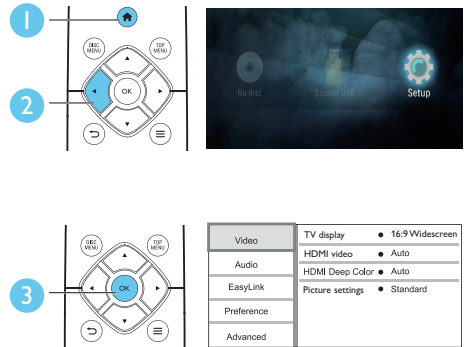 1
DISC MENU
TOP MENU
2
OK
No disc
Browse USB
Setup
DISC MENU
TOP MENU
3
OK
Video
Audio
EasyLink
Preference
Advanced
TV display ● 16:9 Widescreen
HDMI video ● Auto
HDMI Deep Color ● Auto
Picture settings ● Standard